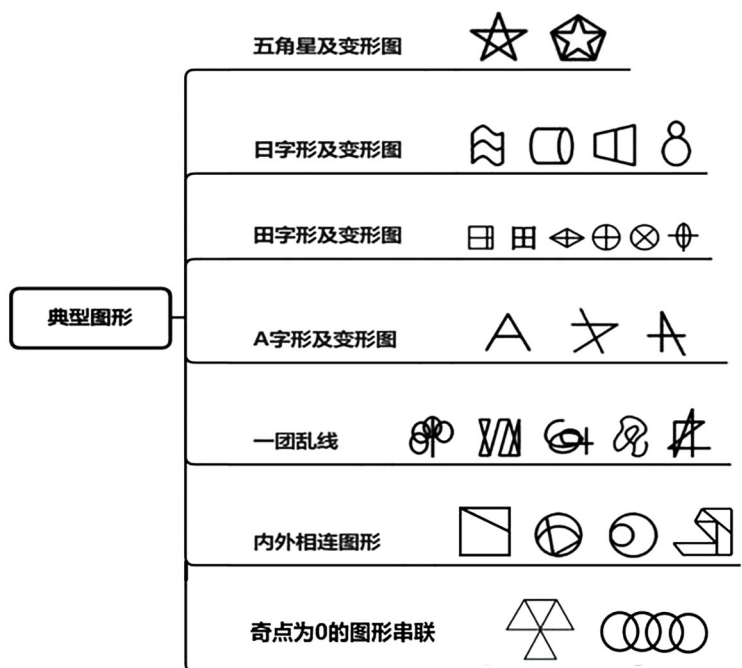 五角星及变形图
日字形及变形图
田字形及变形图
典型图形
A字形及变形图
一团乱线
内外相连图形
奇点为0的图形串联